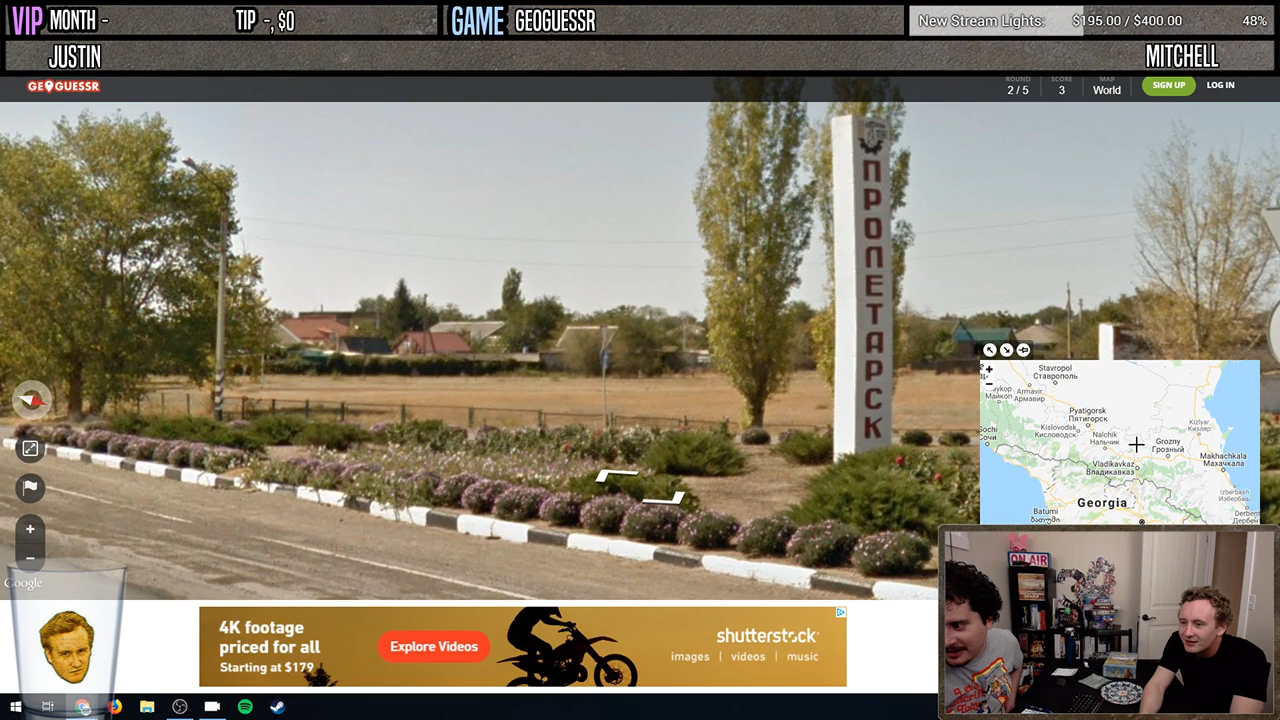 VIP MONTH -
TIP -, $0
GAME GEOGUESSR
New Stream Lights: $195.00 / $400.00 48%
JUSTIN
MITCHELL
GEOGUESSR
ROUND
2 / 5
SCORE
3
MAP
World
SIGN UP
LOG IN
ПРОЛЕТАРСК
Stavropol
Ставрополь
Майкоп
Armavir
Армавир
Pyatigorsk
Пятигорск
Kislovodsk
Кисловодск
Sochi
Сочи
Nalchik
Нальчик
Grozny
Грозный
Kizlyar
Кизляр
Makhachkala
Махачкала
Vladikavkaz
Владикавказ
Izberbash
Избербаш
Georgia
Batumi
ბათუმი
Derbent
Google
4K footage
priced for all
Starting at $179
Explore Videos
shutterstock
images | videos | music
ON AIR